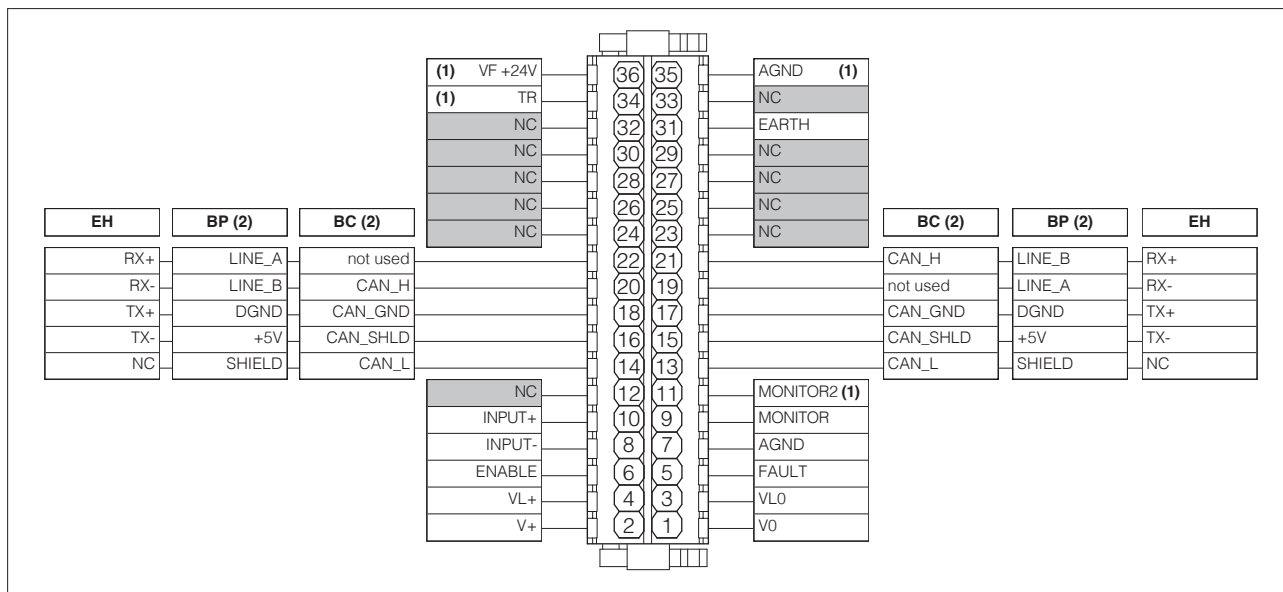 (1) VF +24V 36 35 AGND (1)
(1) TR 34 33 NC
NC 32 31 EARTH
NC 30 29 NC
NC 28 27 NC
NC 26 25 NC
NC 24 23 NC
EH BP (2) BC (2) BC (2) BP (2) EH
RX+ LINE_A not used 22 21 CAN_H LINE_B RX+
RX- LINE_B CAN_H 20 19 not used LINE_A RX-
TX+ DGND CAN_GND 18 17 CAN_GND DGND TX+
TX- +5V CAN_SHLD 16 15 CAN_SHLD +5V TX-
NC SHIELD CAN_L 14 13 CAN_L SHIELD NC
NC 12 11 MONITOR2 (1)
INPUT+ 10 9 MONITOR
INPUT- 8 7 AGND
ENABLE 6 5 FAULT
VL+ 4 3 VL0
V+ 2 1 V0